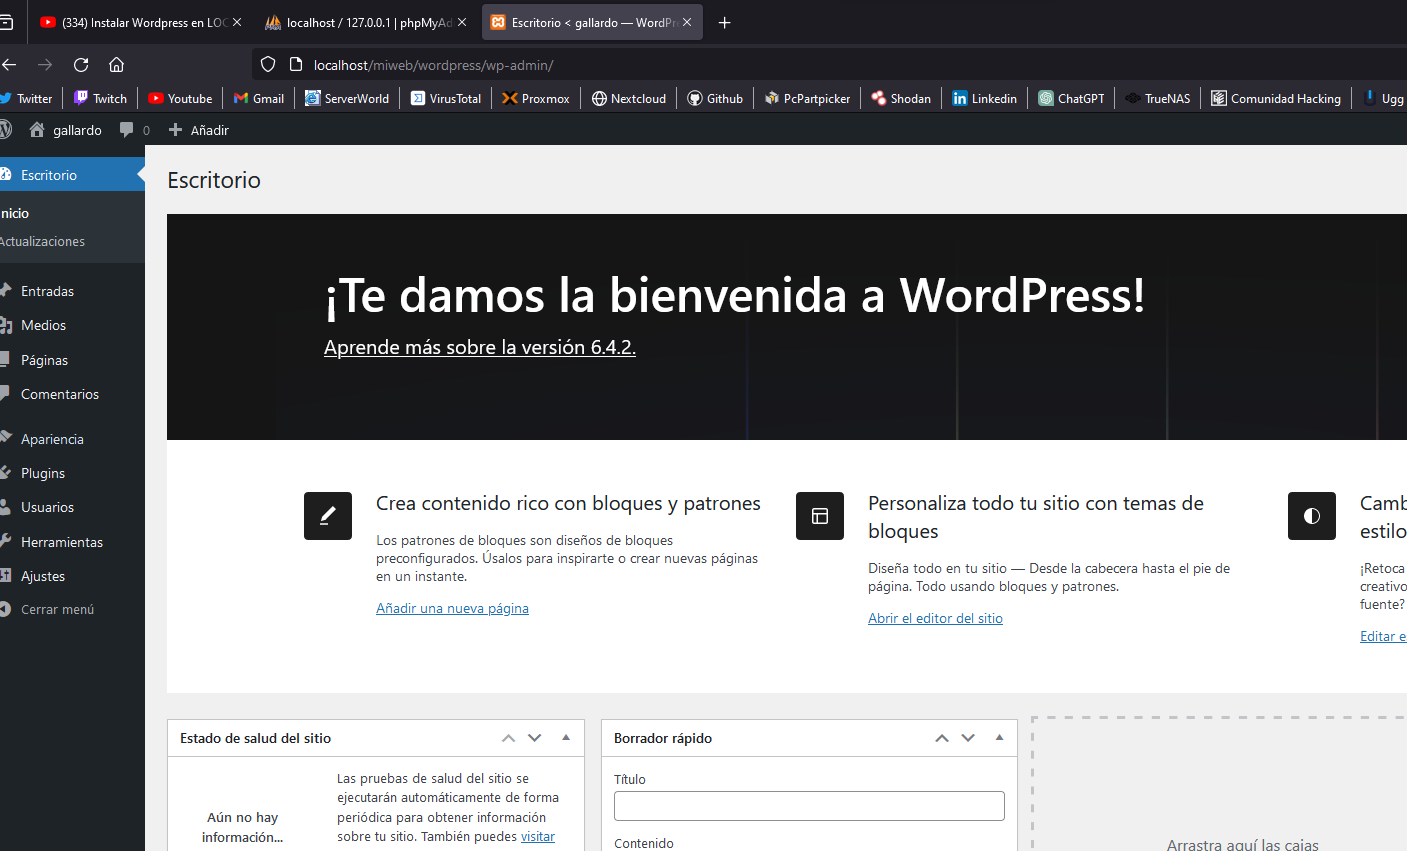 (334) Instalar Wordpress en LOC
localhost / 127.0.0.1 | phpMyAd
Escritorio < gallardo — WordPre
localhost/miweb/wordpress/wp-admin/
Twitter
Twitch
Youtube
Gmail
ServerWorld
VirusTotal
Proxmox
Nextcloud
Github
PcPartpicker
Shodan
Linkedin
ChatGPT
TrueNAS
Comunidad Hacking
Ugg
gallardo
0
Añadir
Escritorio
nicio
Actualizaciones
Entradas
Medios
Páginas
Comentarios
Apariencia
Plugins
Usuarios
Herramientas
Ajustes
Cerrar menú
Escritorio
¡Te damos la bienvenida a WordPress!
Aprende más sobre la versión 6.4.2.
Crea contenido rico con bloques y patrones
Los patrones de bloques son diseños de bloques
preconfigurados. Úsalos para inspirarte o crear nuevas páginas
en un instante.
Añadir una nueva página
Personaliza todo tu sitio con temas de
bloques
Diseña todo en tu sitio — Desde la cabecera hasta el pie de
página. Todo usando bloques y patrones.
Abrir el editor del sitio
Camb
estilo
¡Retoca
creativo
fuente?
Editar e
Estado de salud del sitio
Aún no hay
información...
Las pruebas de salud del sitio se
ejecutarán automáticamente de forma
periódica para obtener información
sobre tu sitio. También puedes visitar
Borrador rápido
Título
Contenido
Arrastra aquí las cajas